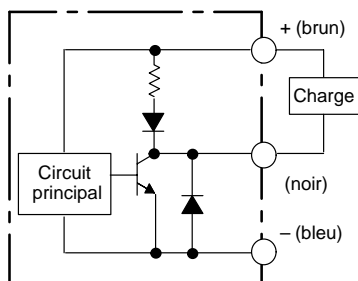 + (brun)
Charge
Circuit
principal
(noir)
– (bleu)